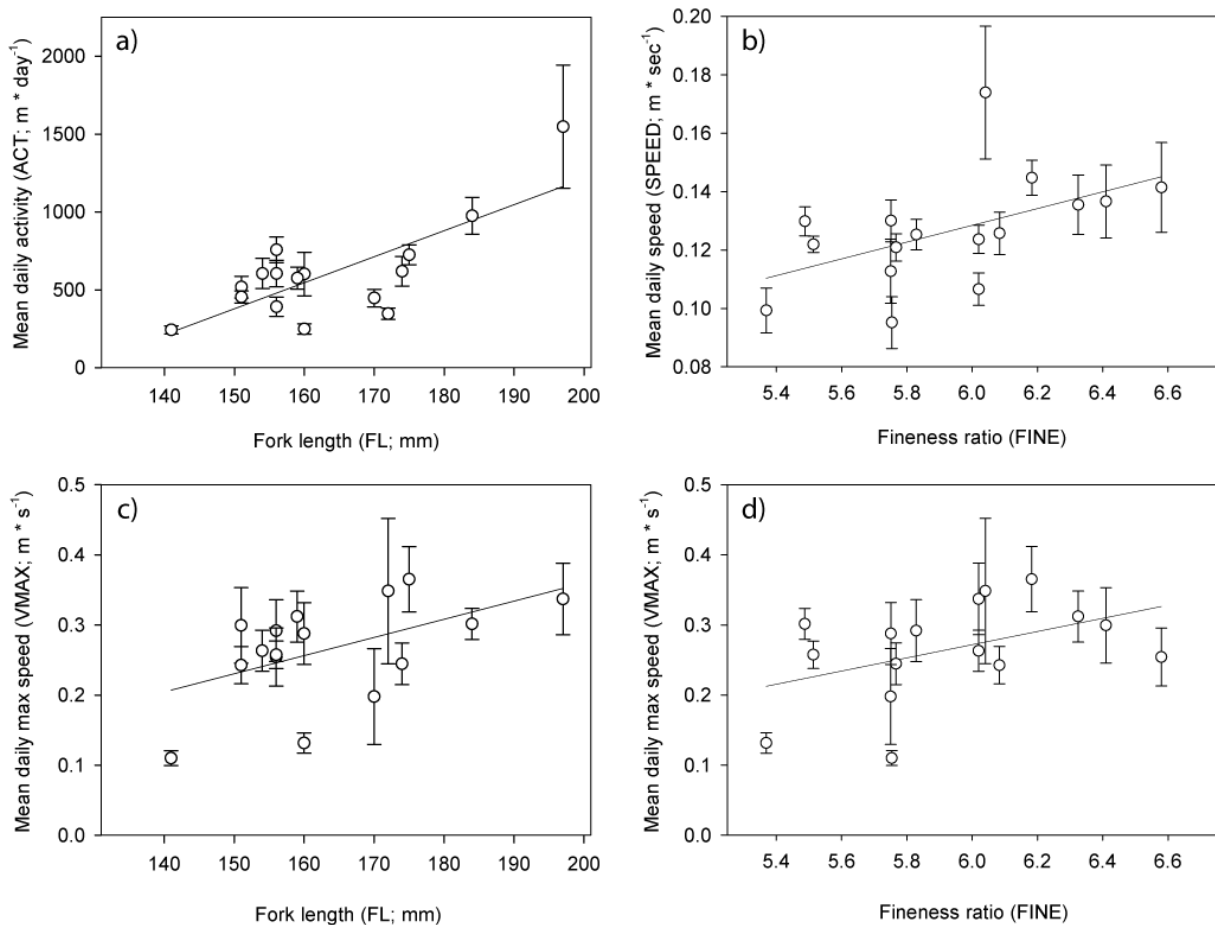 a)
Mean daily activity (ACT; m * day⁻¹)
2000
1500
1000
500
0
140 150 160 170 180 190 200
Fork length (FL; mm)
b)
Mean daily speed (SPEED; m * sec⁻¹)
0.20
0.18
0.16
0.14
0.12
0.10
0.08
5.4 5.6 5.8 6.0 6.2 6.4 6.6
Fineness ratio (FINE)
c)
Mean daily max speed (VMAX; m * s⁻¹)
0.5
0.4
0.3
0.2
0.1
0.0
140 150 160 170 180 190 200
Fork length (FL; mm)
d)
Mean daily max speed (VMAX; m * s⁻¹)
0.5
0.4
0.3
0.2
0.1
0.0
5.4 5.6 5.8 6.0 6.2 6.4 6.6
Fineness ratio (FINE)